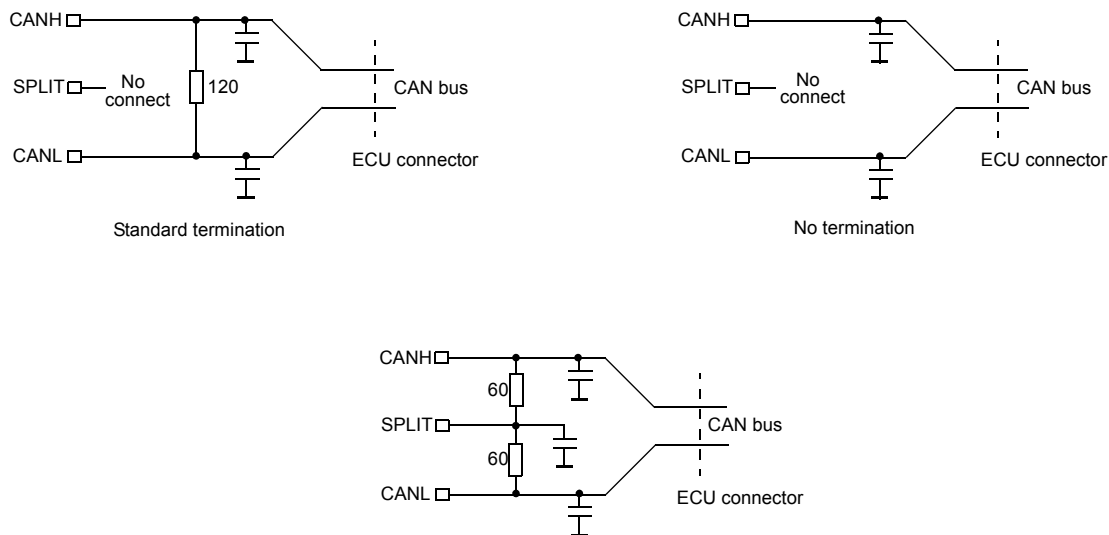 CANH
SPLIT
No
connect
120
CANL
CAN bus
ECU connector
Standard termination
CANH
SPLIT
No
connect
CANL
CAN bus
ECU connector
No termination
CANH
60
SPLIT
60
CANL
CAN bus
ECU connector